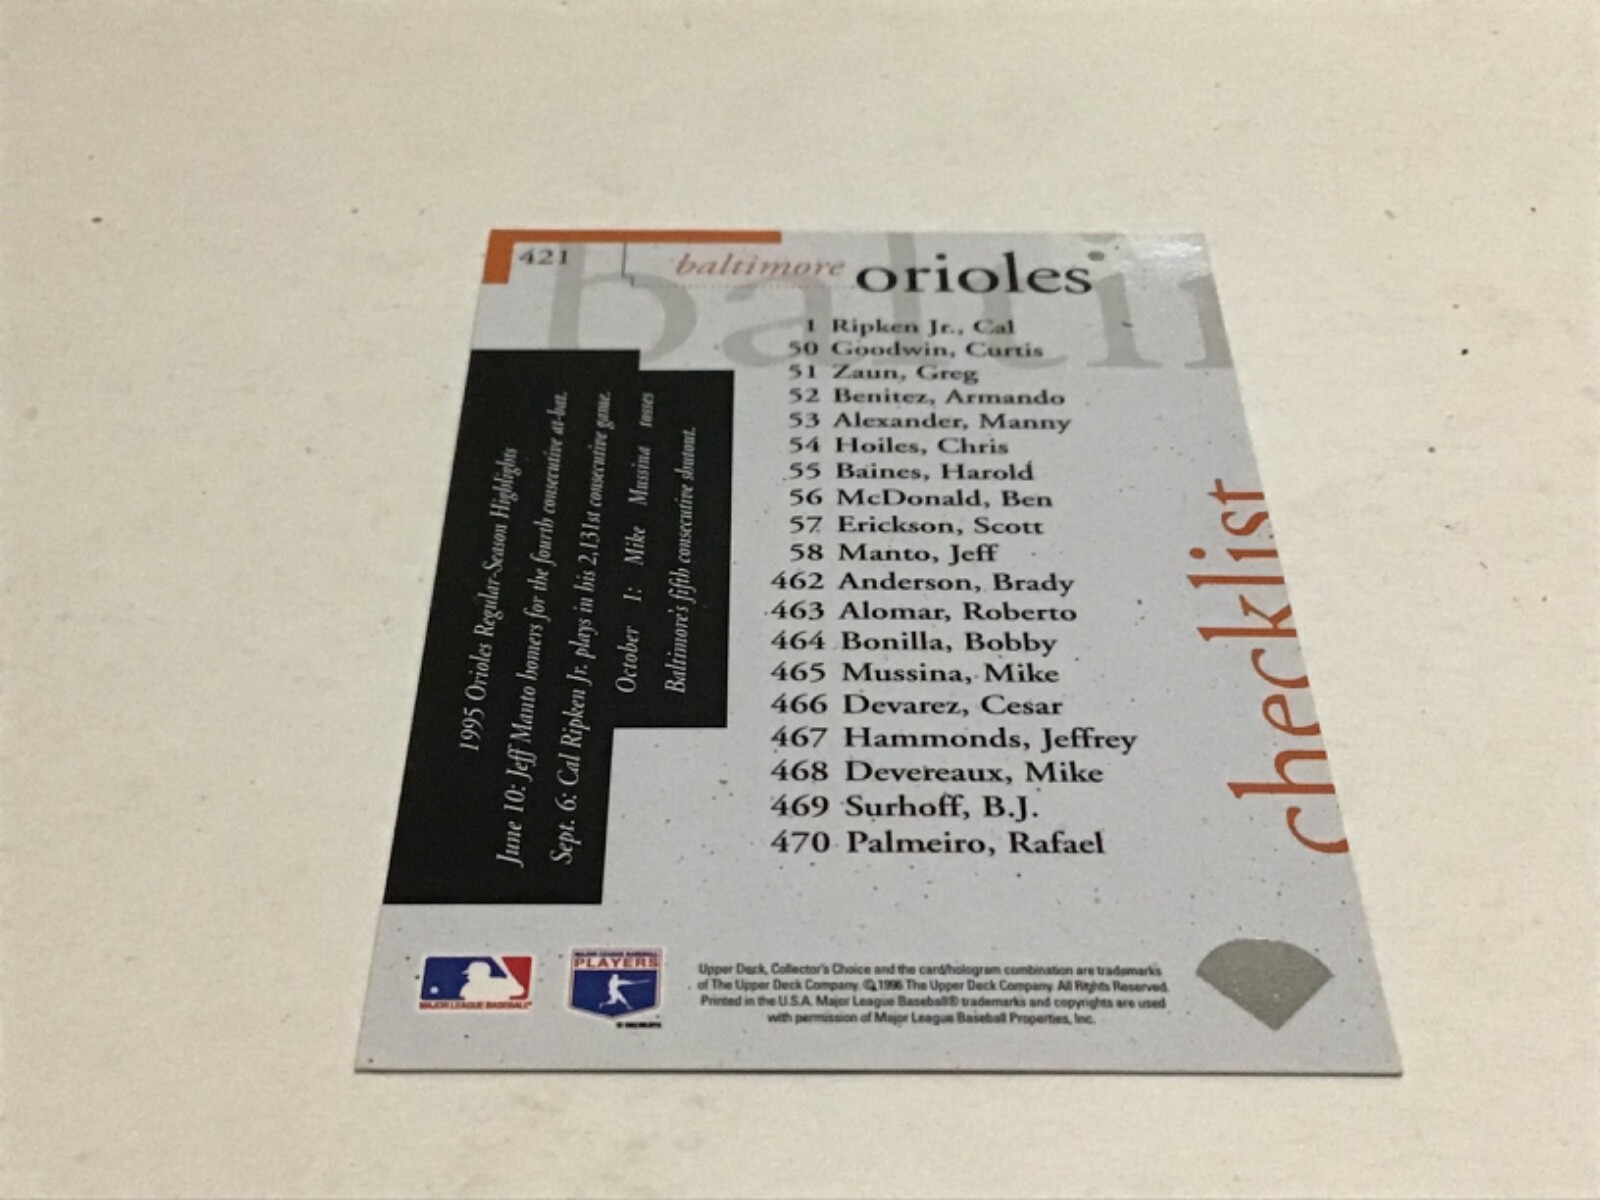 421
baltimore orioles®
baltim
1 Ripken Jr., Cal
50 Goodwin, Curtis
51 Zaun, Greg
52 Benitez, Armando
53 Alexander, Manny
54 Hoiles, Chris
55 Baines, Harold
56 McDonald, Ben
57 Erickson, Scott
58 Manto, Jeff
462 Anderson, Brady
463 Alomar, Roberto
464 Bonilla, Bobby
465 Mussina, Mike
466 Devarez, Cesar
467 Hammonds, Jeffrey
468 Devereaux, Mike
469 Surhoff, B.J.
470 Palmeiro, Rafael
checklist
1995 Orioles Regular-Season Highlights
June 10: Jeff Manto homers for the fourth consecutive at-bat.
Sept. 6: Cal Ripken Jr. plays in his 2,131st consecutive game.
October 1: Mike Mussina tosses
Baltimore's fifth consecutive shutout.
MAJOR LEAGUE BASEBALL
MAJOR LEAGUE BASEBALL
PLAYERS
Upper Deck, Collector's Choice and the card/hologram combination are trademarks
of The Upper Deck Company. © 1996 The Upper Deck Company. All Rights Reserved.
Printed in the U.S.A. Major League Baseball® trademarks and copyrights are used
with permission of Major League Baseball Properties, Inc.